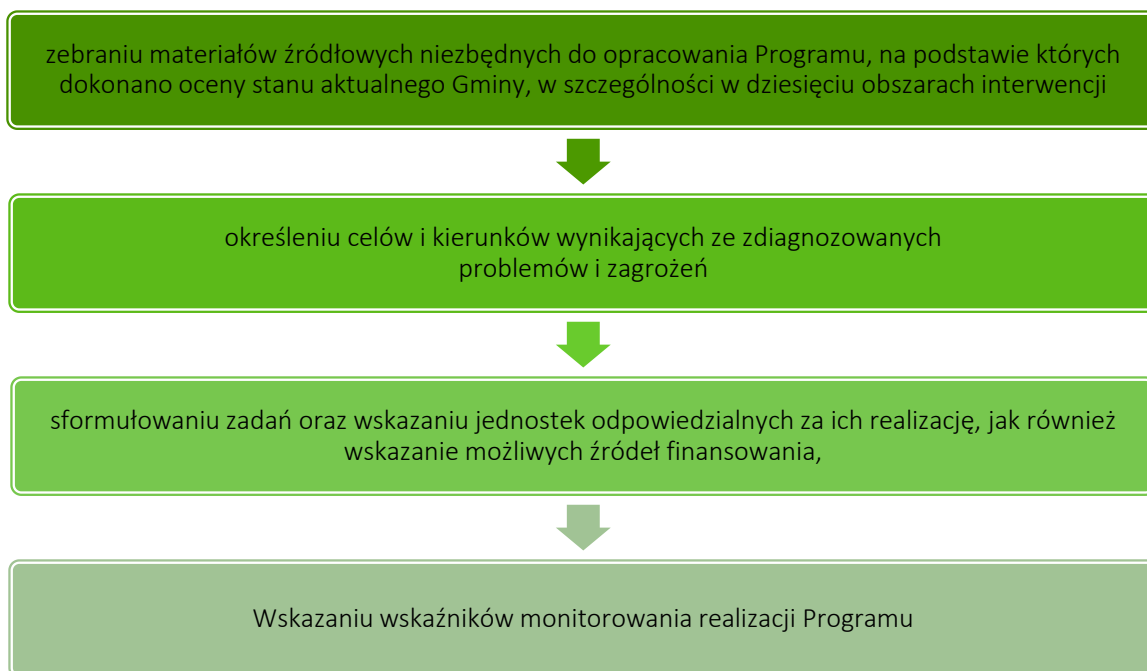 zebraniu materiałów źródłowych niezbędnych do opracowania Programu, na podstawie których
dokonano oceny stanu aktualnego Gminy, w szczególności w dziesięciu obszarach interwencji
określeniu celów i kierunków wynikających ze zdiagnozowanych
problemów i zagrożeń
sformułowaniu zadań oraz wskazaniu jednostek odpowiedzialnych za ich realizację, jak również
wskazanie możliwych źródeł finansowania,
Wskazaniu wskaźników monitorowania realizacji Programu